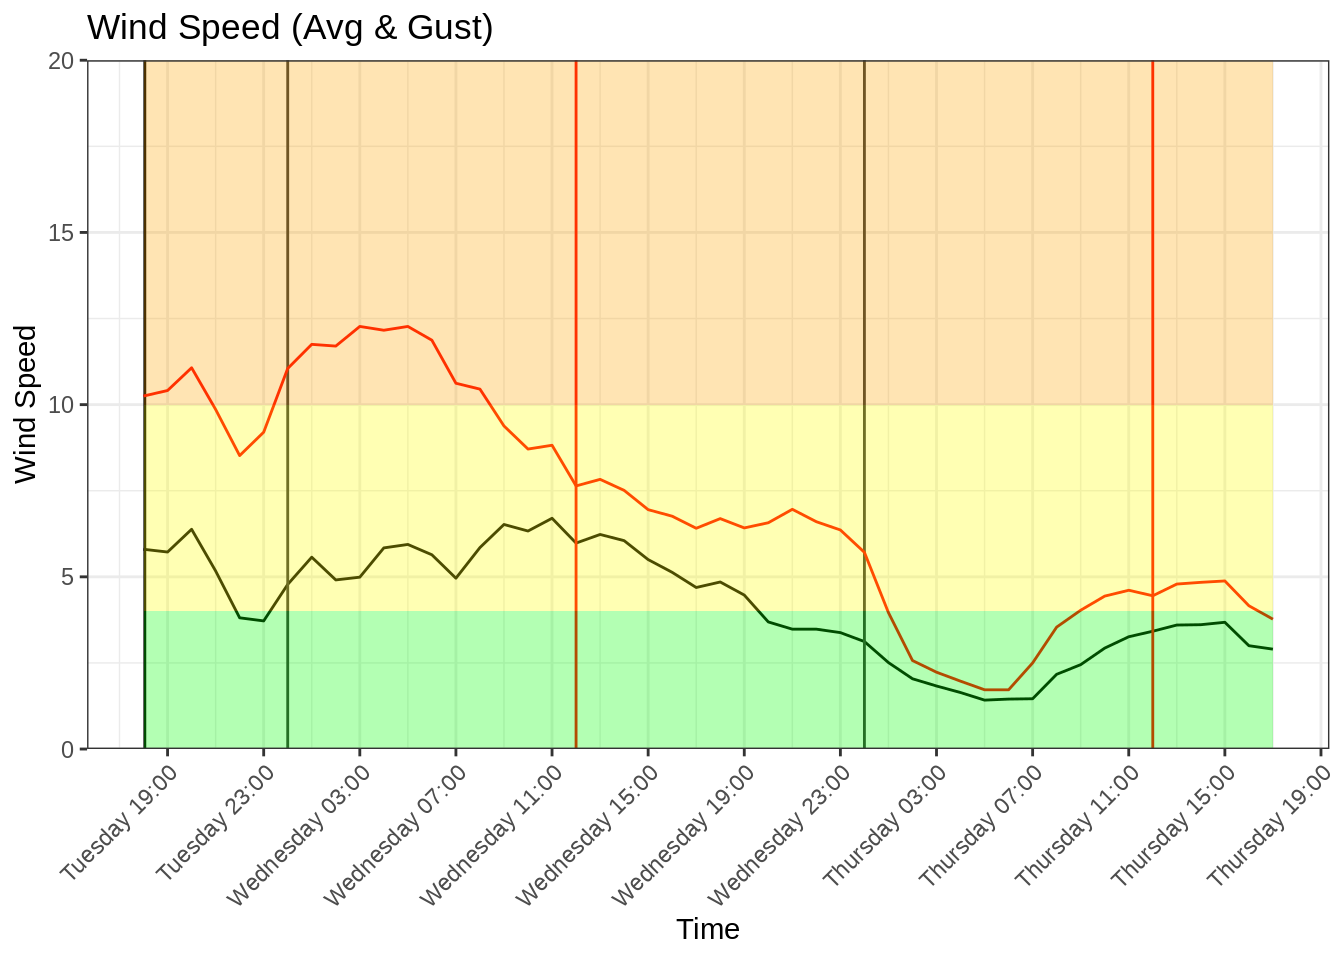 Wind Speed (Avg & Gust)
20
15
10
5
0
Wind Speed
Tuesday 19:00
Tuesday 23:00
Wednesday 03:00
Wednesday 07:00
Wednesday 11:00
Wednesday 15:00
Wednesday 19:00
Wednesday 23:00
Thursday 03:00
Thursday 07:00
Thursday 11:00
Thursday 15:00
Thursday 19:00
Time